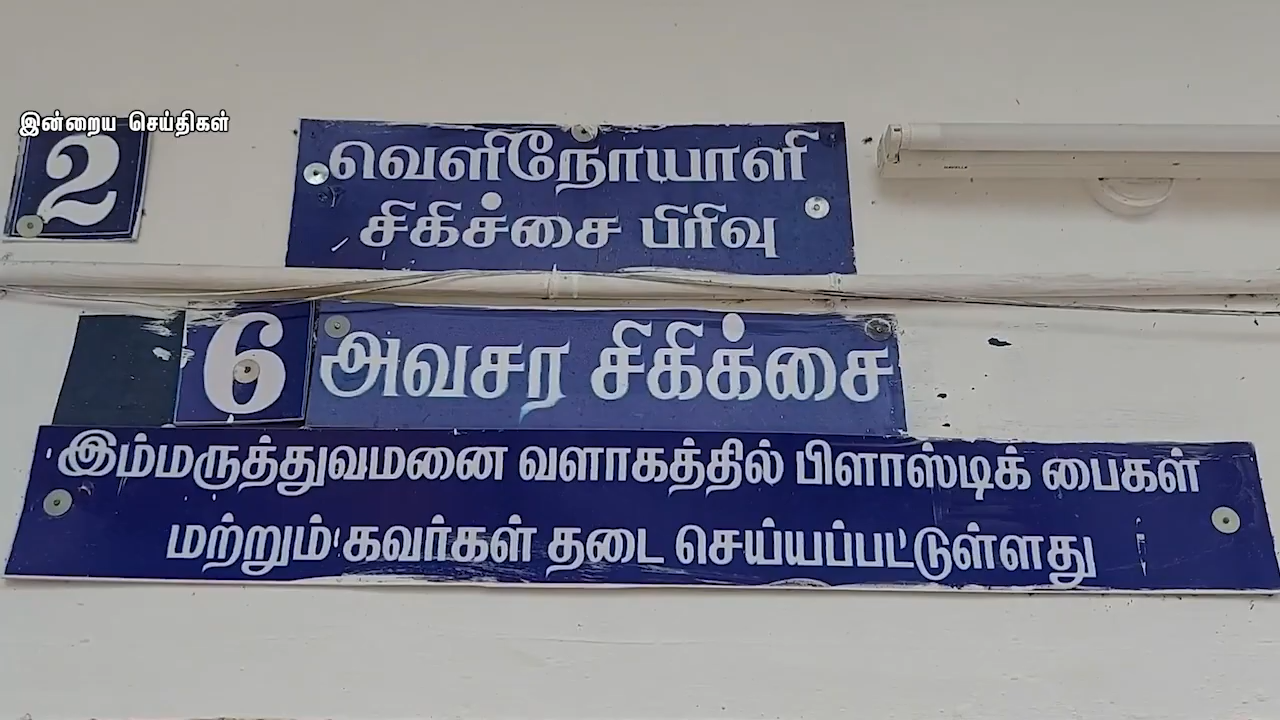 இன்றைய செய்திகள்
2
வெளிநோயாளி
சிகிச்சை பிரிவு
6 அவசர சிகிக்சை
இம்மருத்துவமனை வளாகத்தில் பிளாஸ்டிக் பைகள்
மற்றும் கவர்கள் தடை செய்யப்பட்டுள்ளது